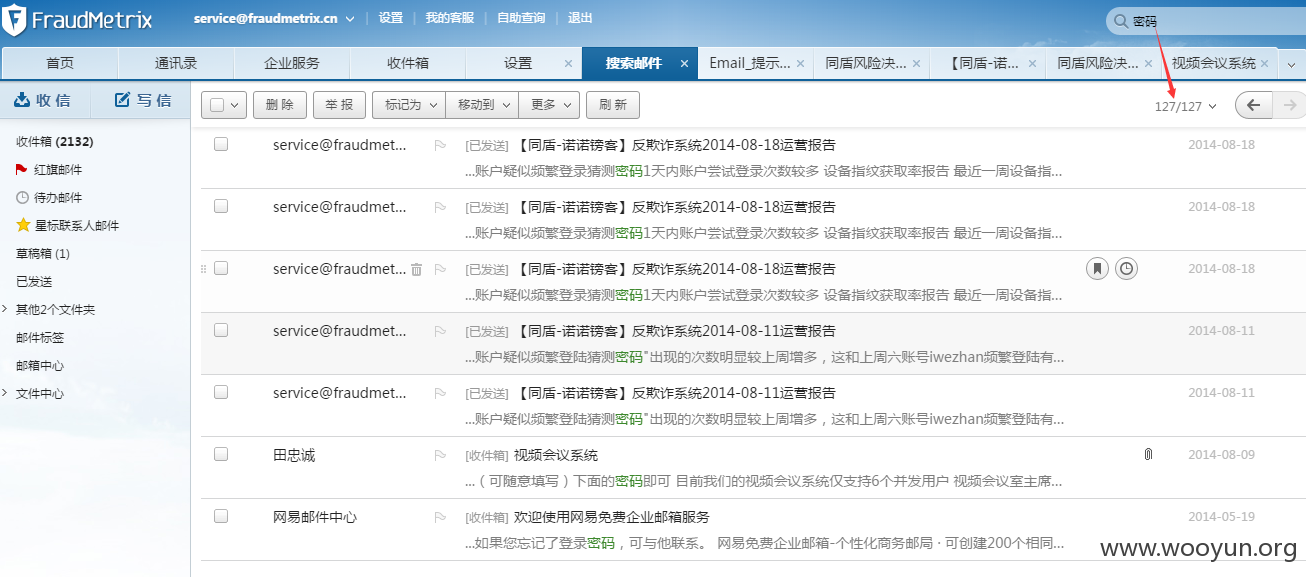 FraudMetrix service@fraudmetrix.cn 设置 我的客服 自助查询 退出 密码
首页 通讯录 企业服务 收件箱 设置 × 搜索邮件 × Email_提示... × 同盾风险决... × 【同盾-诺... × 同盾风险决... × 视频会议系统 ×
收 信 写 信 删 除 举 报 标记为 移动到 更多 刷 新 127/127
收件箱 (2132)
红旗邮件
待办邮件
星标联系人邮件
草稿箱 (1)
已发送
其他2个文件夹
邮件标签
邮箱中心
文件中心
service@fraudmet... [已发送] 【同盾-诺诺镑客】反欺诈系统2014-08-18运营报告 2014-08-18
...账户疑似频繁登录猜测密码1天内账户尝试登录次数较多 设备指纹获取率报告 最近一周设备指...
service@fraudmet... [已发送] 【同盾-诺诺镑客】反欺诈系统2014-08-18运营报告 2014-08-18
...账户疑似频繁登录猜测密码1天内账户尝试登录次数较多 设备指纹获取率报告 最近一周设备指...
service@fraudmet... [已发送] 【同盾-诺诺镑客】反欺诈系统2014-08-18运营报告 2014-08-18
...账户疑似频繁登录猜测密码1天内账户尝试登录次数较多 设备指纹获取率报告 最近一周设备指...
service@fraudmet... [已发送] 【同盾-诺诺镑客】反欺诈系统2014-08-11运营报告 2014-08-11
...账户疑似频繁登陆猜测密码"出现的次数明显较上周增多，这和上周六账号iwezhan频繁登陆有...
service@fraudmet... [已发送] 【同盾-诺诺镑客】反欺诈系统2014-08-11运营报告 2014-08-11
...账户疑似频繁登陆猜测密码"出现的次数明显较上周增多，这和上周六账号iwezhan频繁登陆有...
田忠诚 [收件箱] 视频会议系统 2014-08-09
...（可随意填写）下面的密码即可 目前我们的视频会议系统仅支持6个并发用户 视频会议室主席...
网易邮件中心 [收件箱] 欢迎使用网易免费企业邮箱服务 2014-05-19
...如果您忘记了登录密码，可与他联系。 网易免费企业邮箱-个性化商务邮局 · 可创建200个相同...
www.wooyun.org